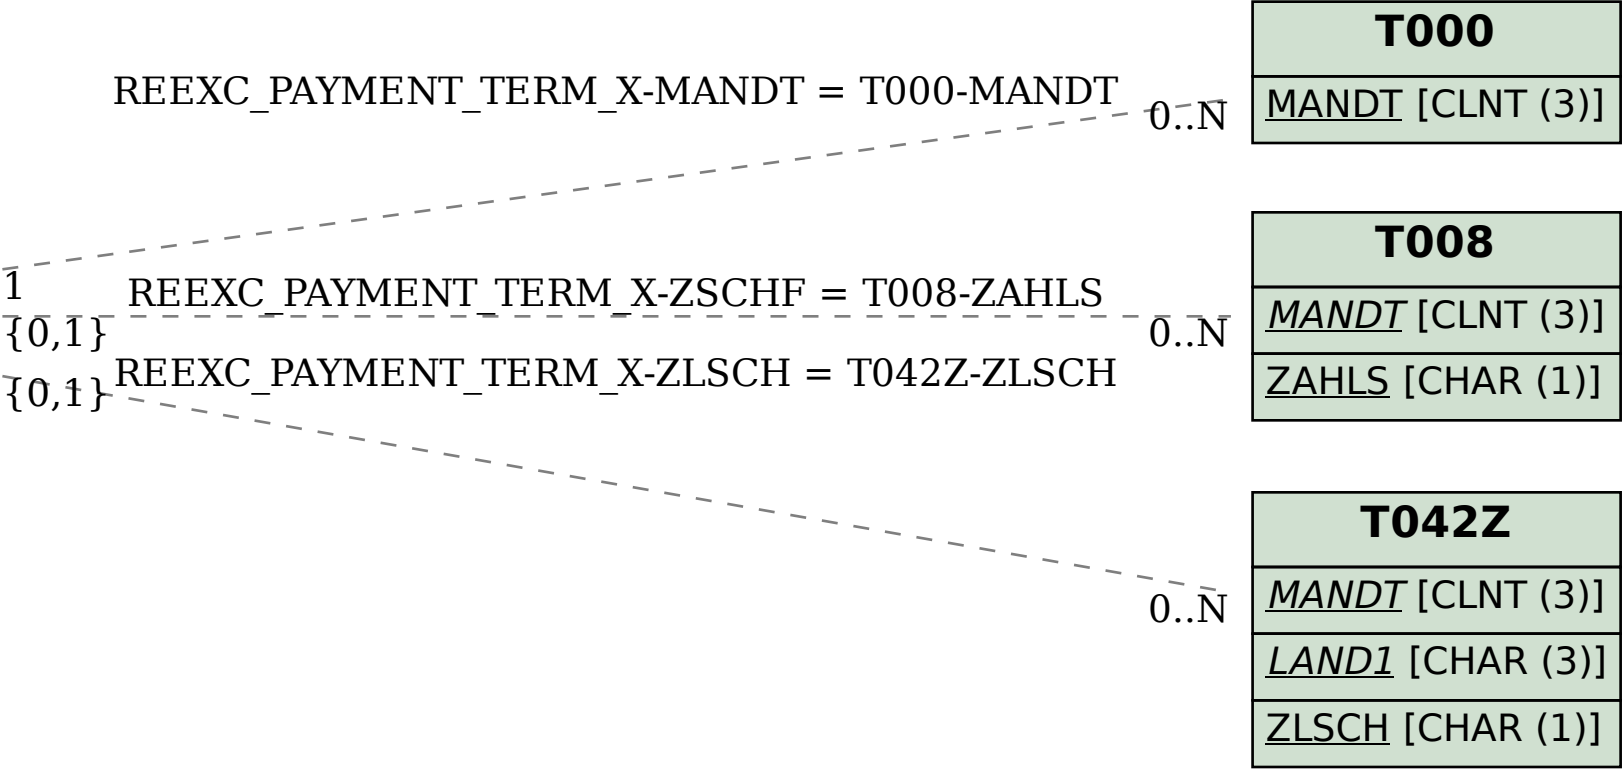 T000
REEXC_PAYMENT_TERM_X-MANDT = T000-MANDT
0..N
MANDT [CLNT (3)]
T008
1
REEXC_PAYMENT_TERM_X-ZSCHF = T008-ZAHLS
MANDT [CLNT (3)]
{0,1}
0..N
REEXC_PAYMENT_TERM_X-ZLSCH = T042Z-ZLSCH
ZAHLS [CHAR (1)]
{0,1}
T042Z
MANDT [CLNT (3)]
0..N
LAND1 [CHAR (3)]
ZLSCH [CHAR (1)]